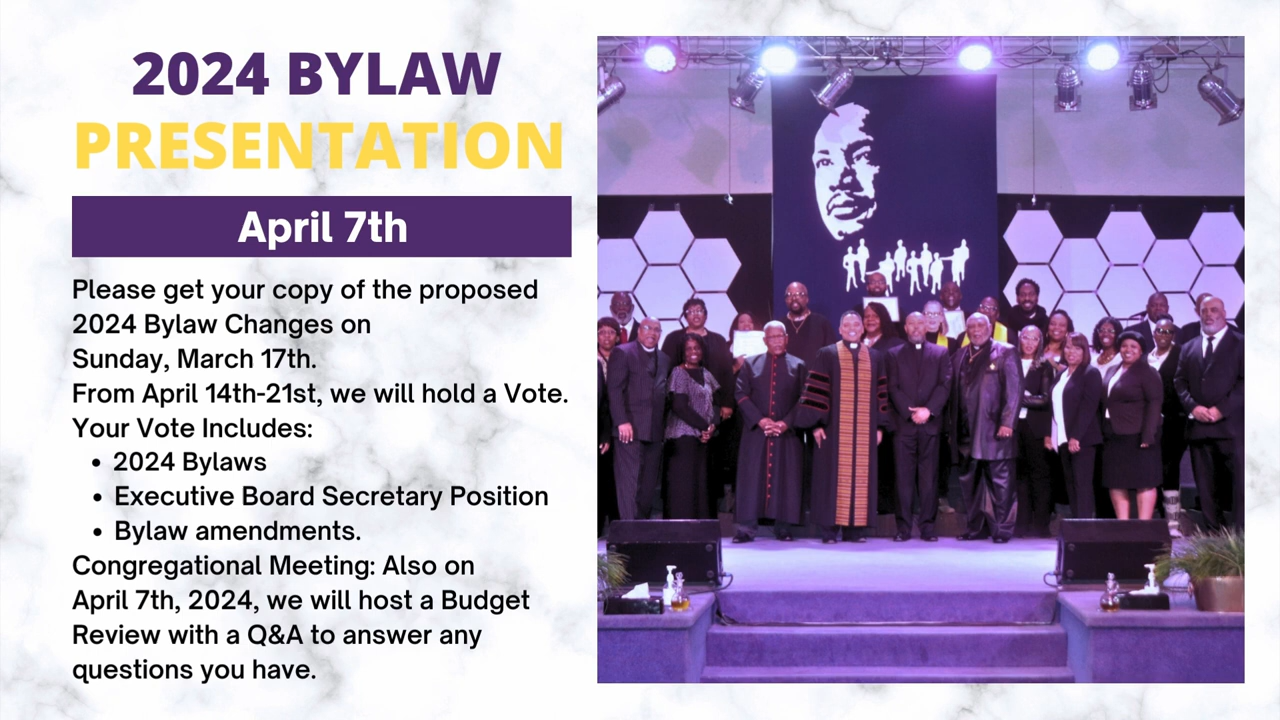 2024 BYLAW
PRESENTATION
April 7th
Please get your copy of the proposed
2024 Bylaw Changes on
Sunday, March 17th.
From April 14th-21st, we will hold a Vote.
Your Vote Includes:
• 2024 Bylaws
• Executive Board Secretary Position
• Bylaw amendments.
Congregational Meeting: Also on
April 7th, 2024, we will host a Budget
Review with a Q&A to answer any
questions you have.